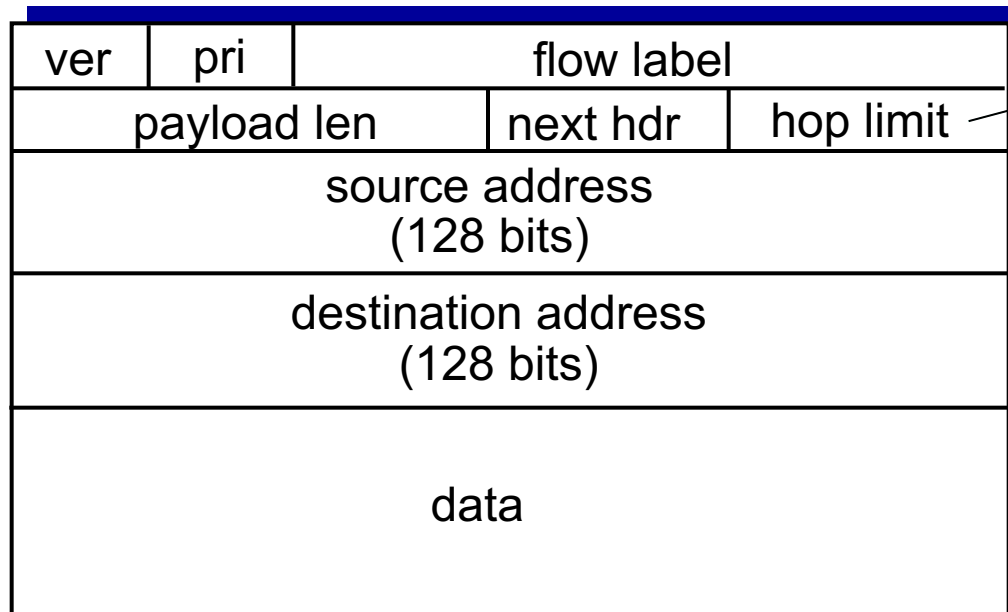 ver pri flow label
payload len next hdr hop limit
source address
(128 bits)
destination address
(128 bits)
data